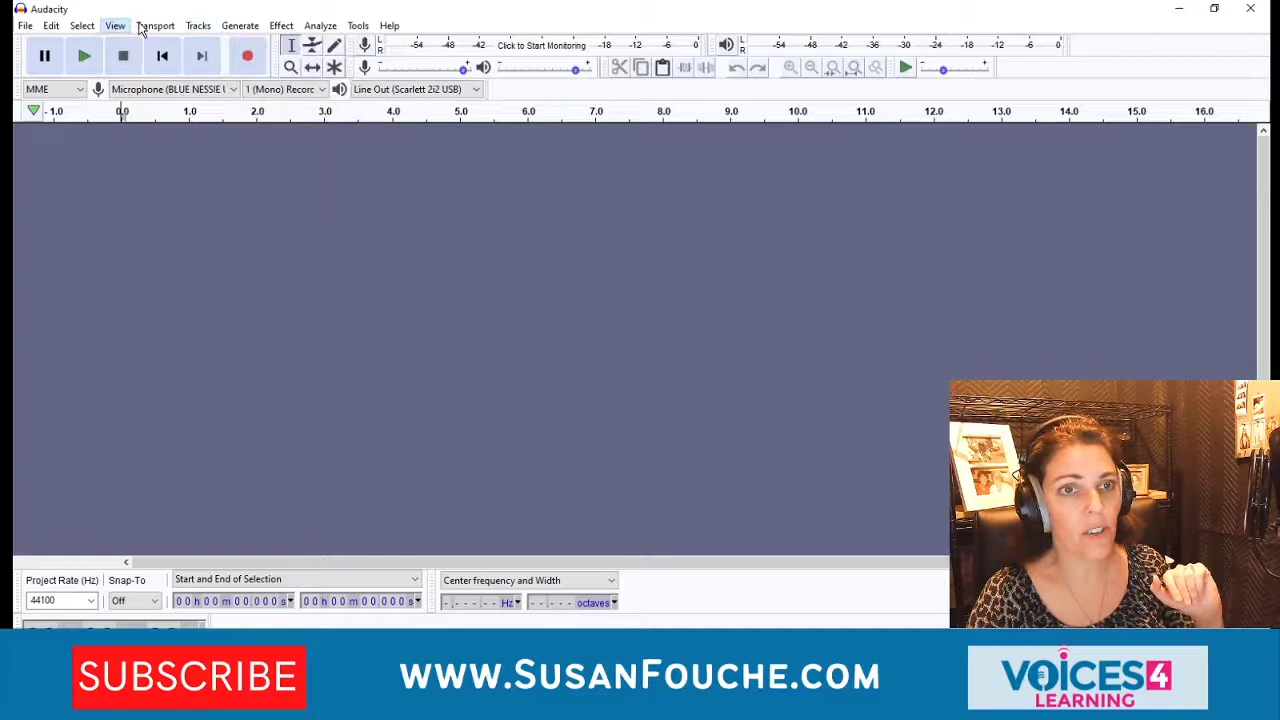 Audacity
File Edit Select View Transport Tracks Generate Effect Analyze Tools Help
L R -54 -48 -42 Click to Start Monitoring -18 -12 -6 0 L R -54 -48 -42 -36 -30 -24 -18 -12 -6 0
MME Microphone (BLUE NESSIE U 1 (Mono) Recorc Line Out (Scarlett 2i2 USB)
-1.0 0.0 1.0 2.0 3.0 4.0 5.0 6.0 7.0 8.0 9.0 10.0 11.0 12.0 13.0 14.0 15.0 16.0
Project Rate (Hz) Snap-To Start and End of Selection Center frequency and Width
44100 Off 00 h 00 m 00.000 s 00 h 00 m 00.000 s Hz octaves
SUBSCRIBE
www.SusanFouche.com
VOICES4
LEARNING